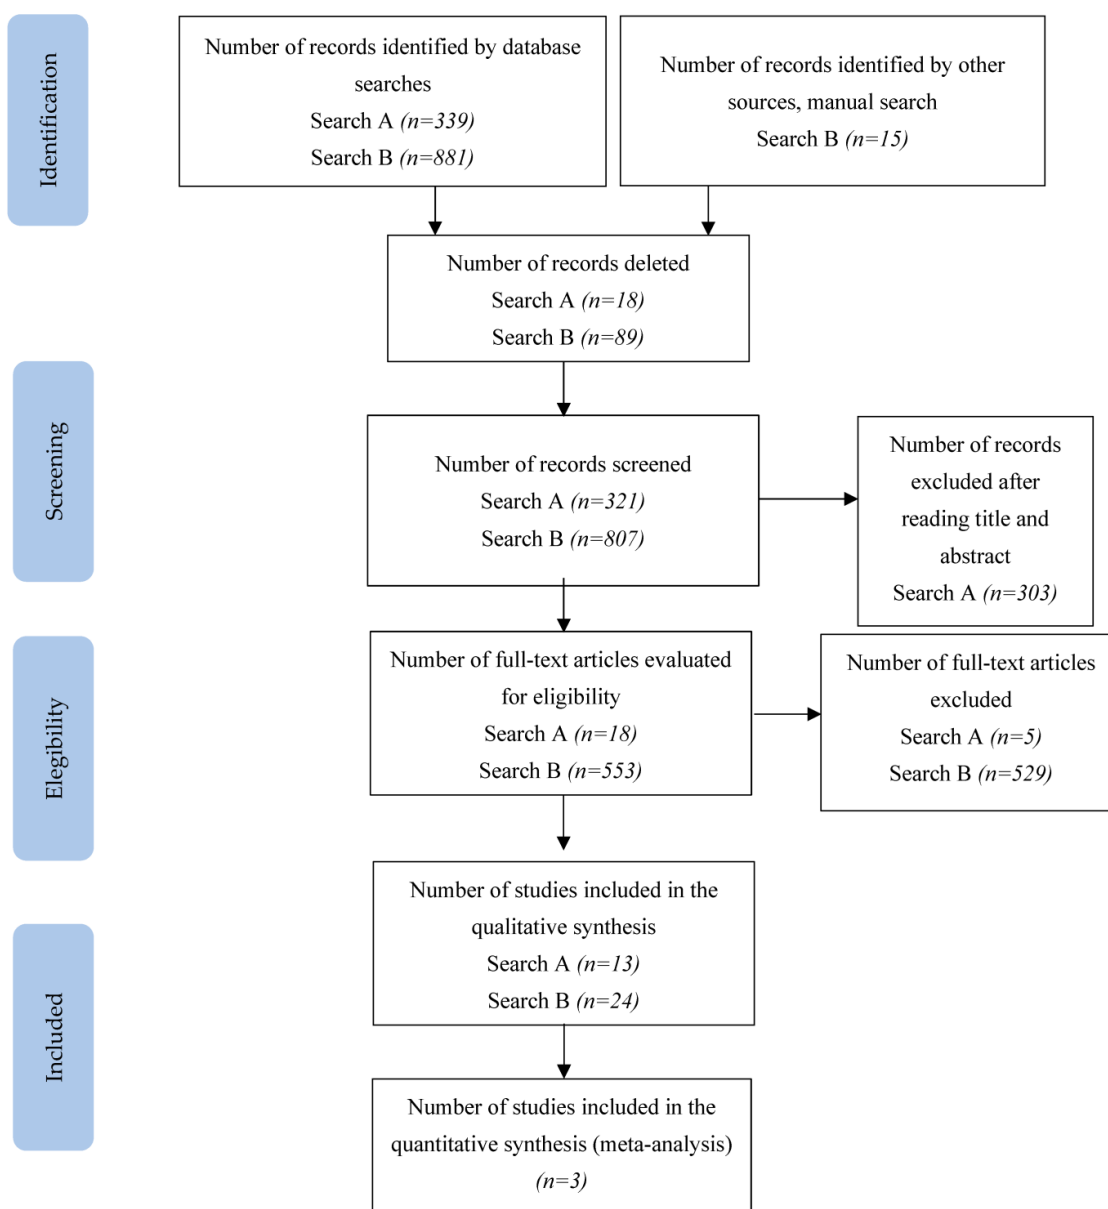 Identification
Number of records identified by database
searches
Search A (n=339)
Search B (n=881)
Number of records identified by other
sources, manual search
Search B (n=15)
Number of records deleted
Search A (n=18)
Search B (n=89)
Screening
Number of records screened
Search A (n=321)
Search B (n=807)
Number of records
excluded after
reading title and
abstract
Search A (n=303)
Elegibility
Number of full-text articles evaluated
for eligibility
Search A (n=18)
Search B (n=553)
Number of full-text articles
excluded
Search A (n=5)
Search B (n=529)
Included
Number of studies included in the
qualitative synthesis
Search A (n=13)
Search B (n=24)
Number of studies included in the
quantitative synthesis (meta-analysis)
(n=3)